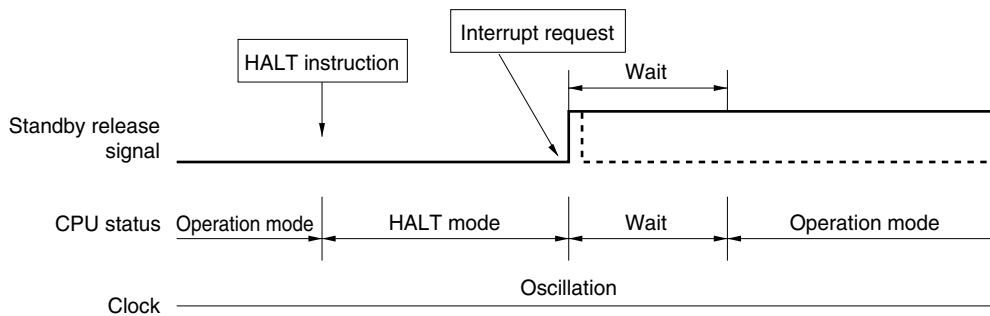 Interrupt request
HALT instruction
Wait
Standby release
signal
CPU status
Operation mode
HALT mode
Wait
Operation mode
Oscillation
Clock